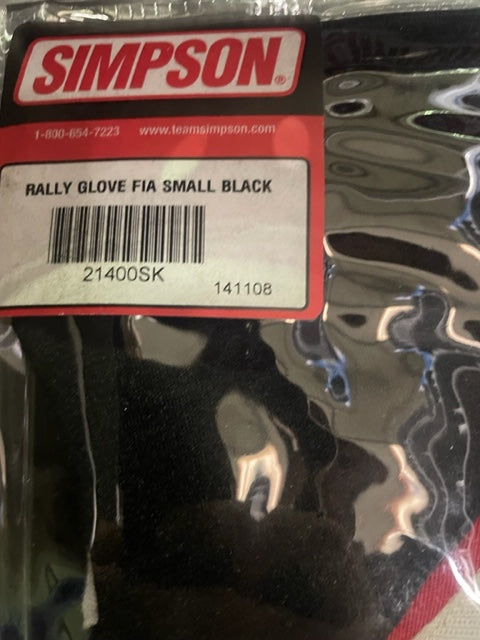 SIMPSON®
1-800-654-7223 www.teamsimpson.com
RALLY GLOVE FIA SMALL BLACK
21400SK
141108